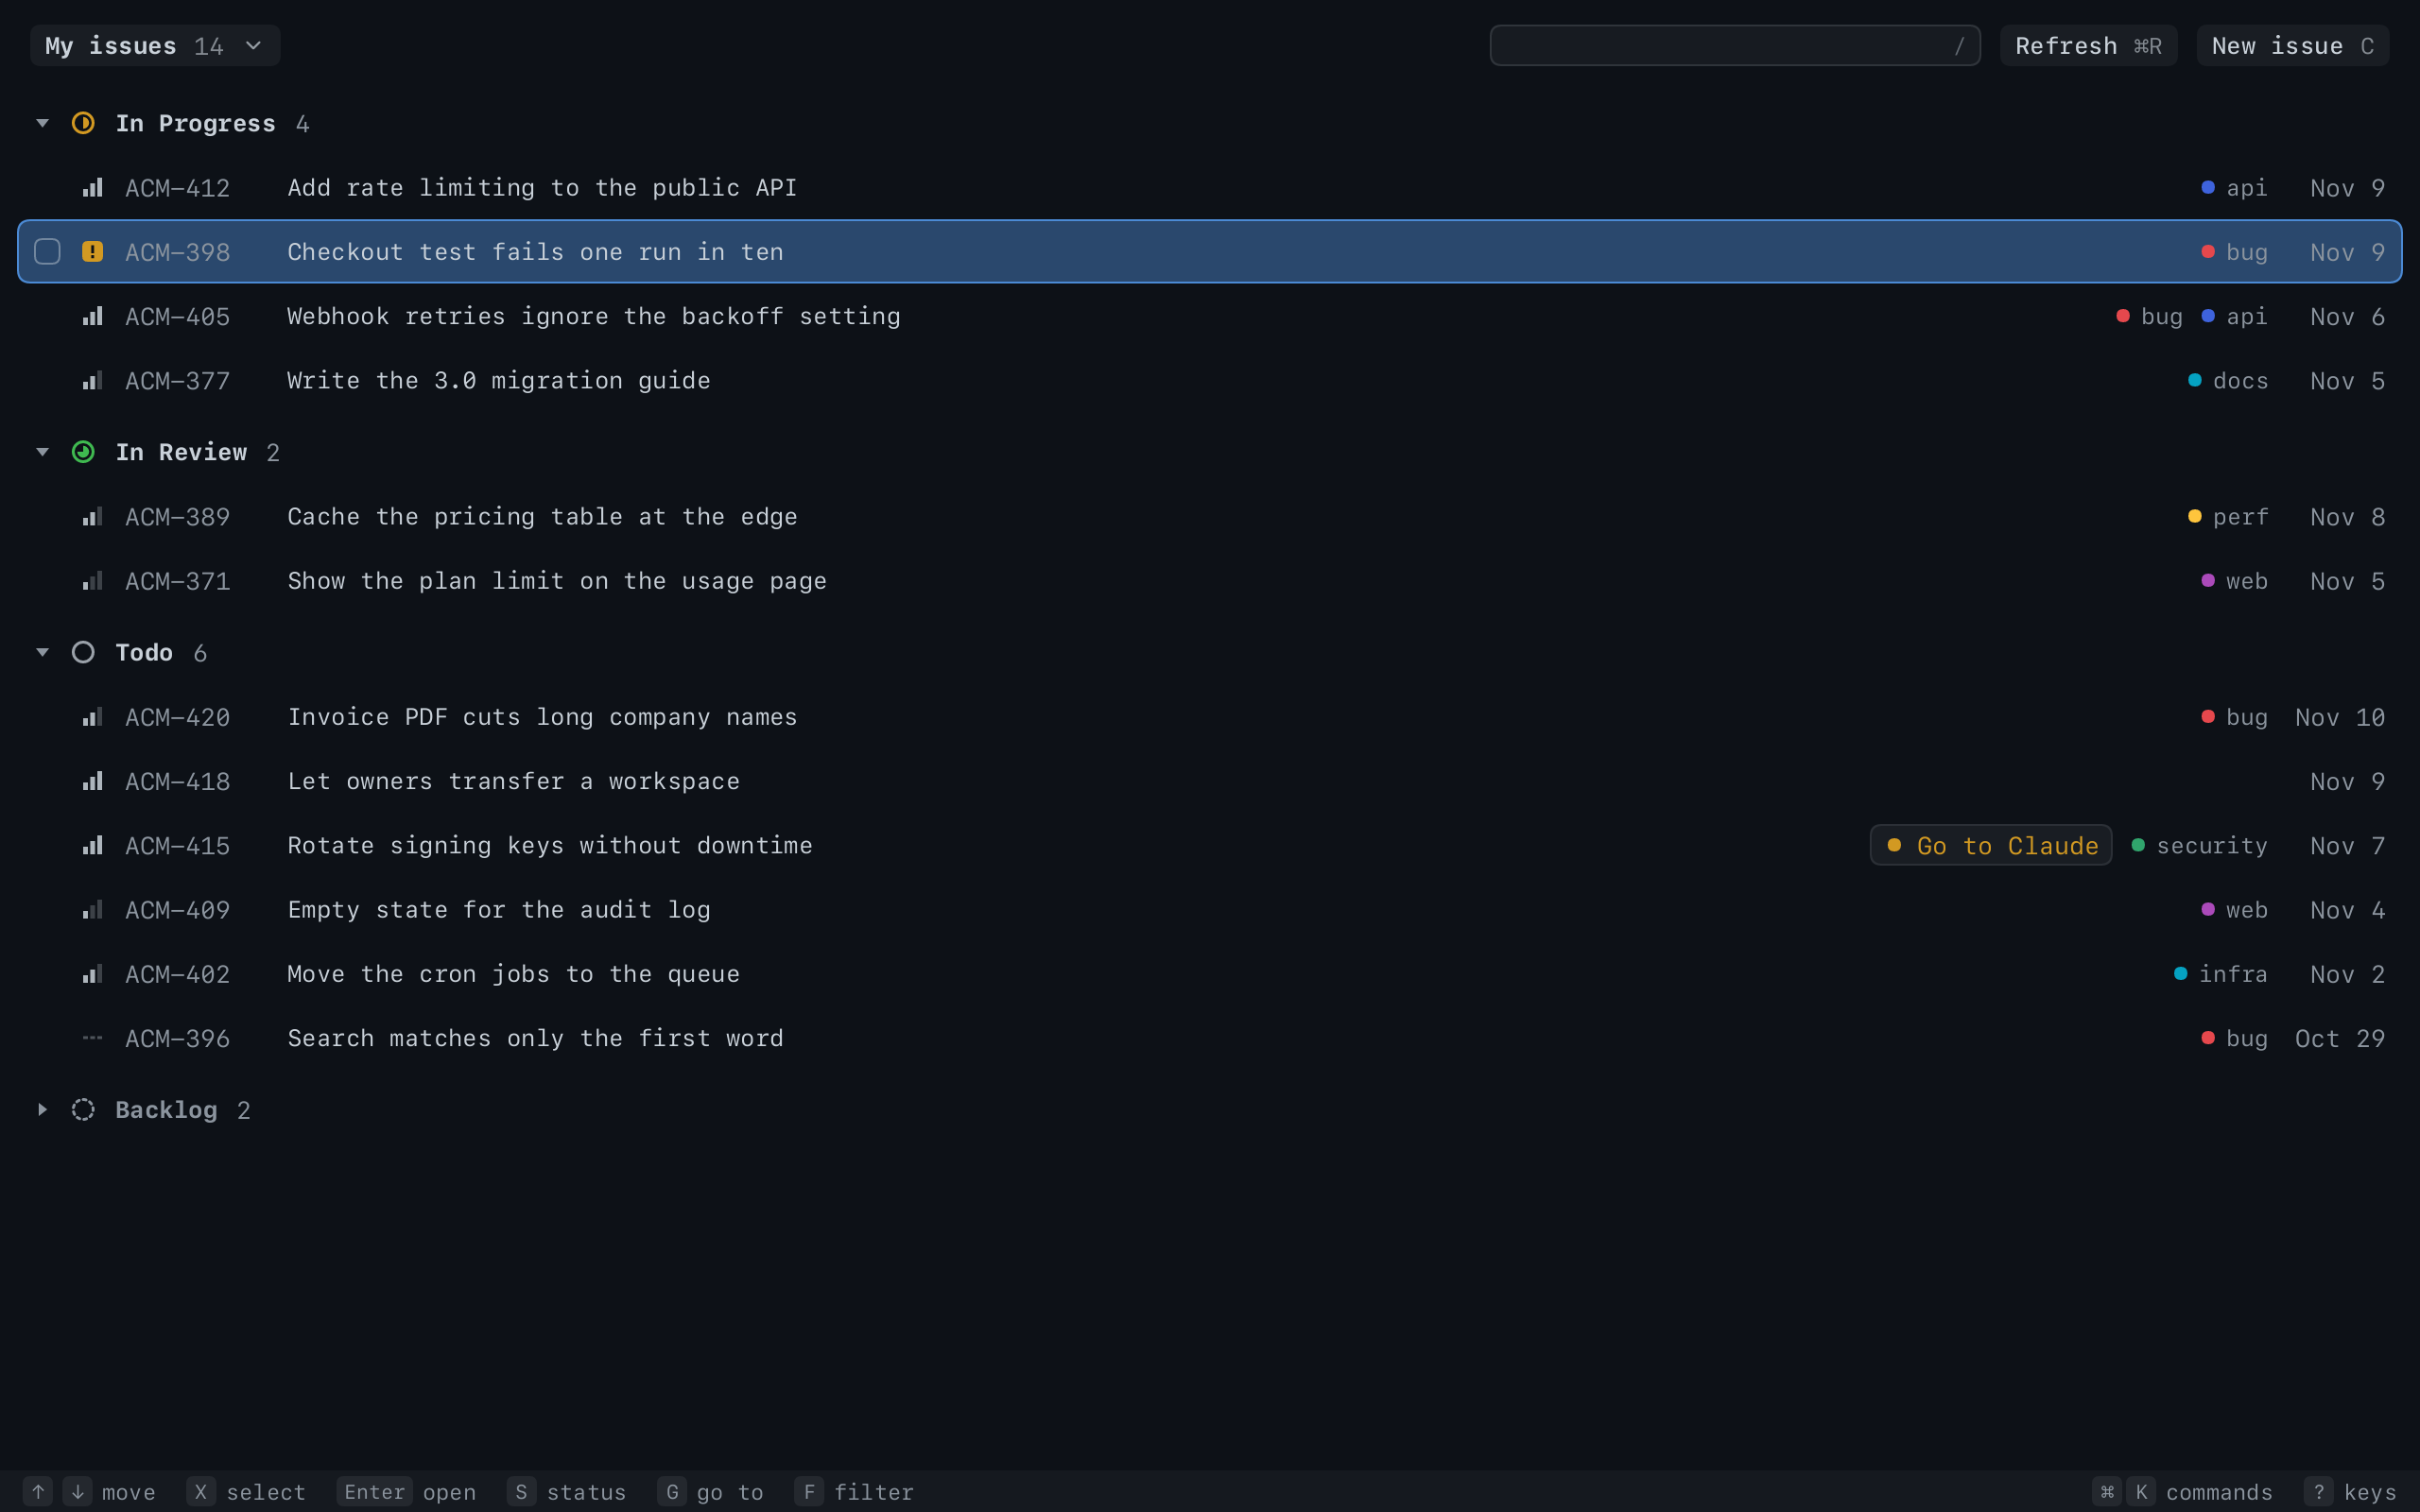 My issues 14 / Refresh ⌘R New issue C
In Progress 4
ACM-412 Add rate limiting to the public API api Nov 9
ACM-398 Checkout test fails one run in ten bug Nov 9
ACM-405 Webhook retries ignore the backoff setting bug api Nov 6
ACM-377 Write the 3.0 migration guide docs Nov 5
In Review 2
ACM-389 Cache the pricing table at the edge perf Nov 8
ACM-371 Show the plan limit on the usage page web Nov 5
Todo 6
ACM-420 Invoice PDF cuts long company names bug Nov 10
ACM-418 Let owners transfer a workspace Nov 9
ACM-415 Rotate signing keys without downtime Go to Claude security Nov 7
ACM-409 Empty state for the audit log web Nov 4
ACM-402 Move the cron jobs to the queue infra Nov 2
ACM-396 Search matches only the first word bug Oct 29
Backlog 2
↑ ↓ move X select Enter open S status G go to F filter ⌘ K commands ? keys